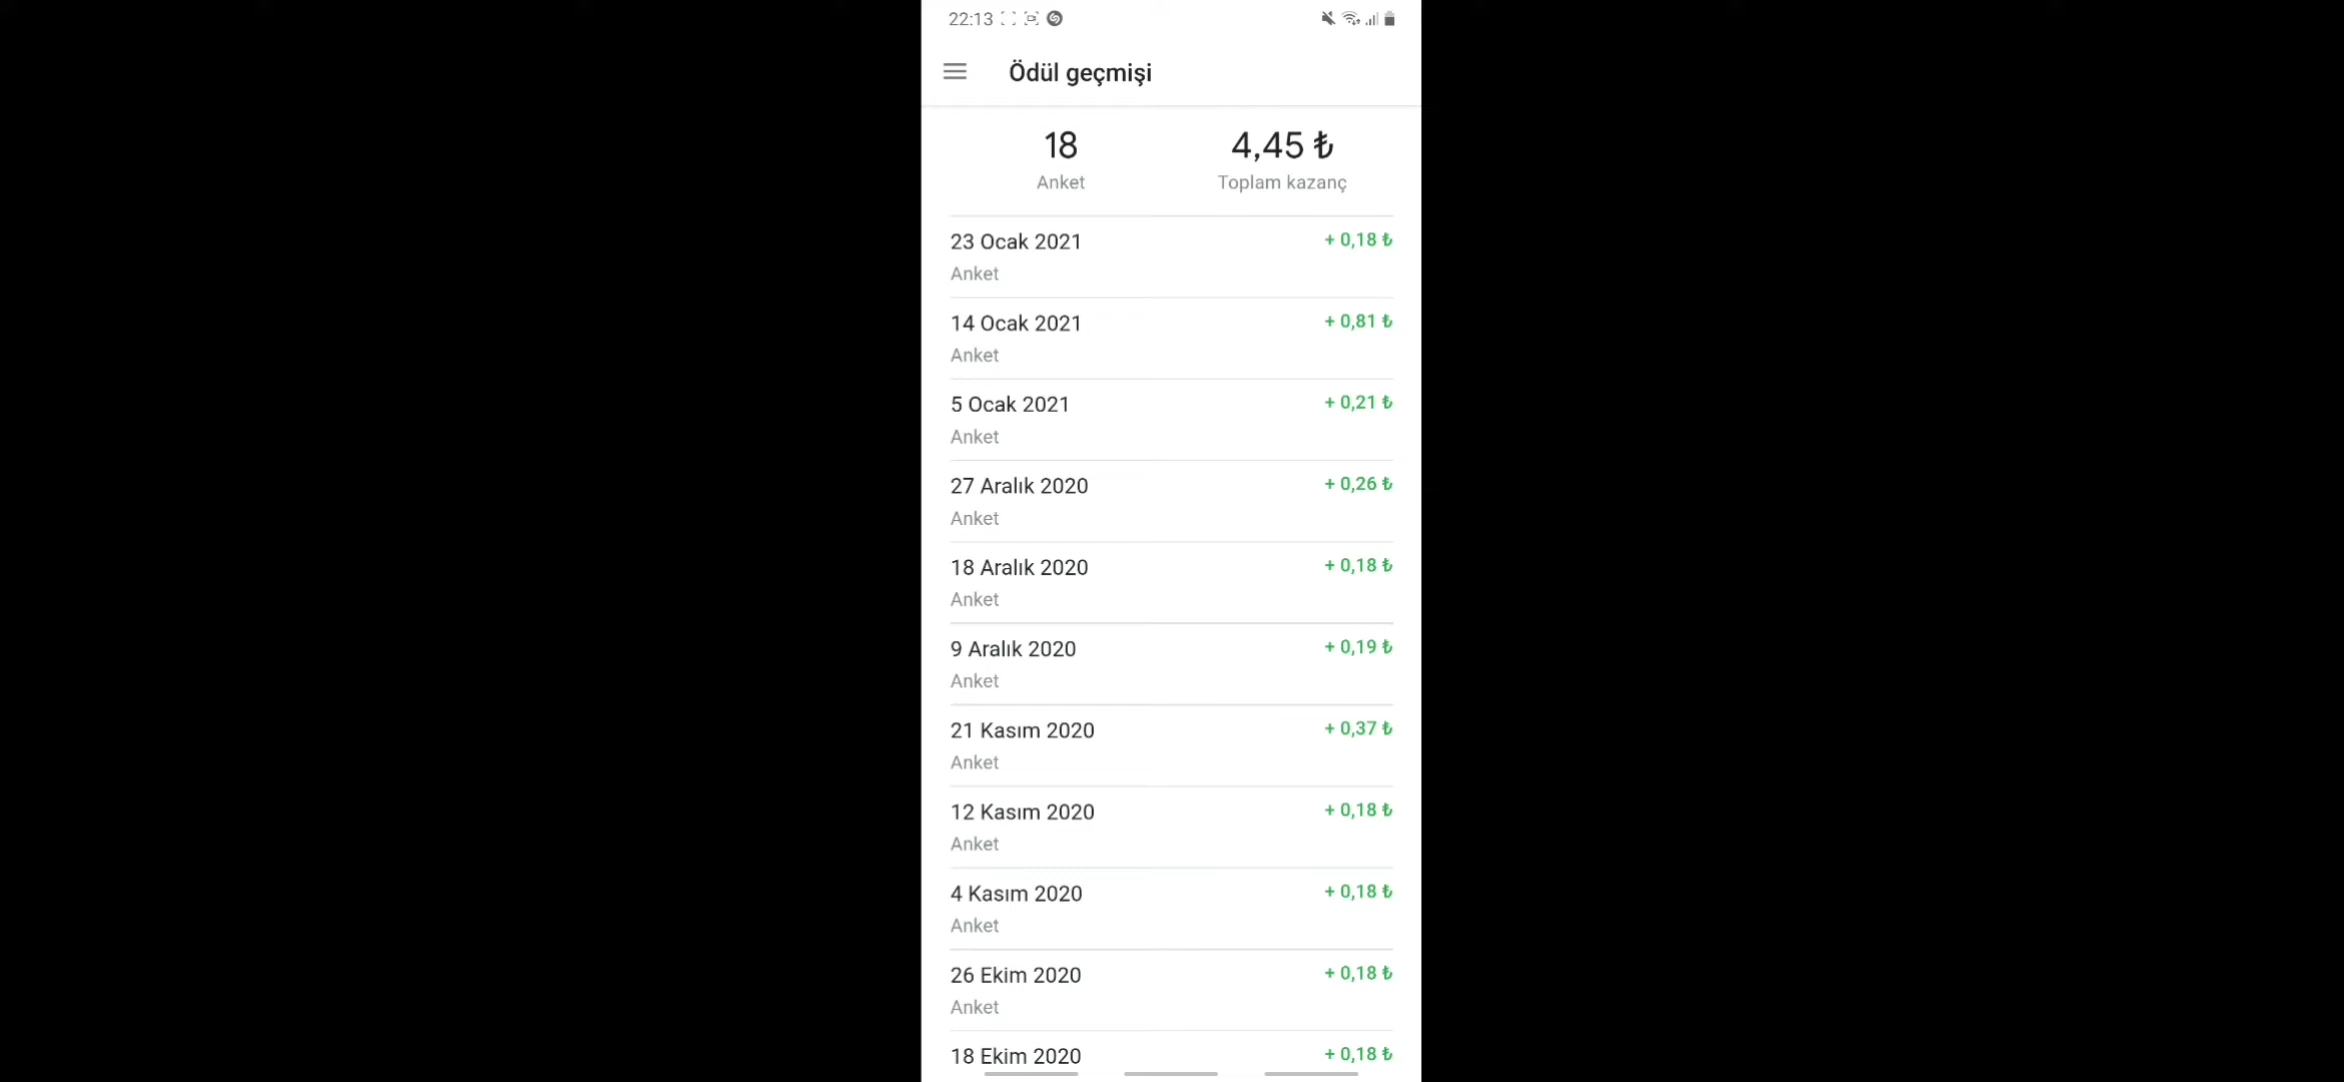 22:13
Ödül geçmişi
18
4,45 ₺
Anket
Toplam kazanç
23 Ocak 2021
+ 0,18 ₺
Anket
14 Ocak 2021
+ 0,81 ₺
Anket
5 Ocak 2021
+ 0,21 ₺
Anket
27 Aralık 2020
+ 0,26 ₺
Anket
18 Aralık 2020
+ 0,18 ₺
Anket
9 Aralık 2020
+ 0,19 ₺
Anket
21 Kasım 2020
+ 0,37 ₺
Anket
12 Kasım 2020
+ 0,18 ₺
Anket
4 Kasım 2020
+ 0,18 ₺
Anket
26 Ekim 2020
+ 0,18 ₺
Anket
18 Ekim 2020
+ 0,18 ₺